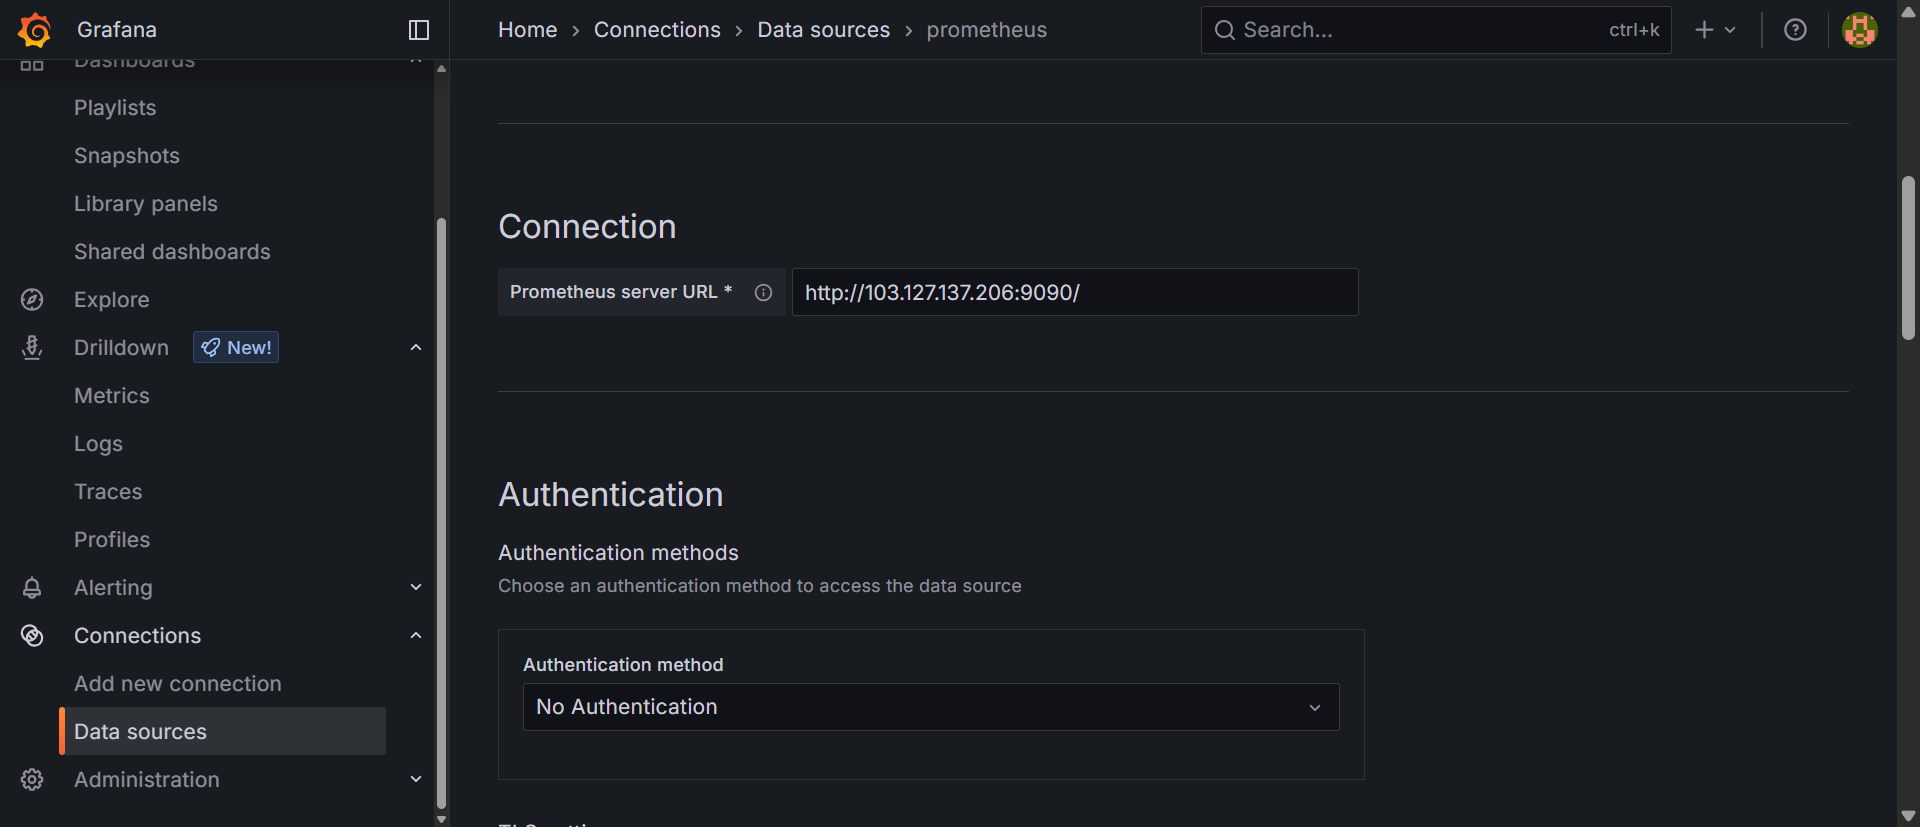 Grafana
Home › Connections › Data sources › prometheus
Search...
ctrl+k
Dashboards
Playlists
Snapshots
Library panels
Shared dashboards
Explore
Drilldown
New!
Metrics
Logs
Traces
Profiles
Alerting
Connections
Add new connection
Data sources
Administration
Connection
Prometheus server URL *
http://103.127.137.206:9090/
Authentication
Authentication methods
Choose an authentication method to access the data source
Authentication method
No Authentication